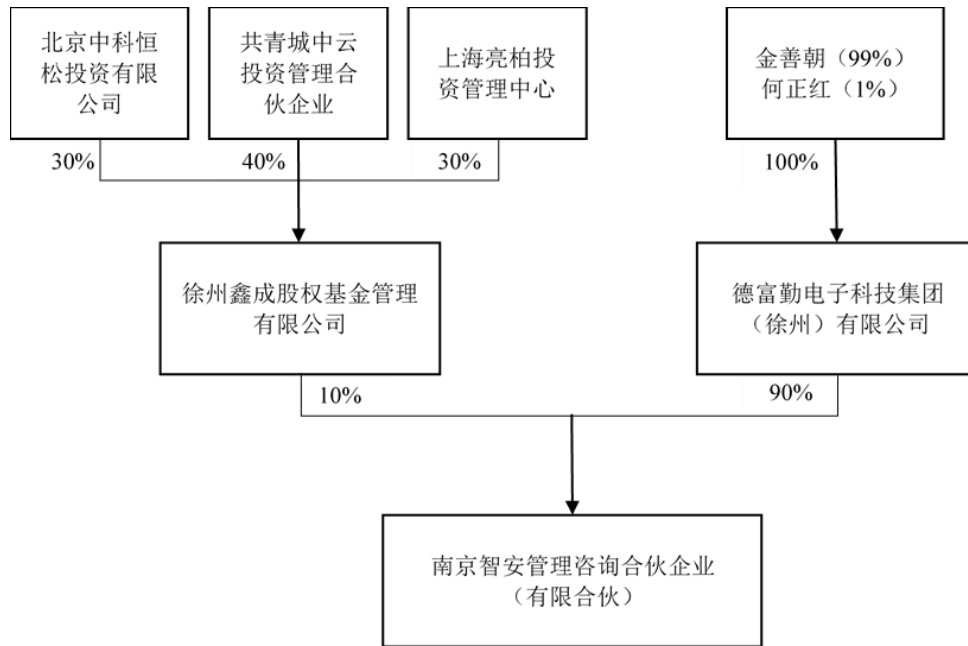 北京中科恒
松投资有限
公司
共青城中云
投资管理合
伙企业
上海亮柏投
资管理中心
金善朝（99%）
何正红（1%）
30%
40%
30%
100%
徐州鑫成股权基金管理
有限公司
德富勤电子科技集团
（徐州）有限公司
10%
90%
南京智安管理咨询合伙企业
（有限合伙）